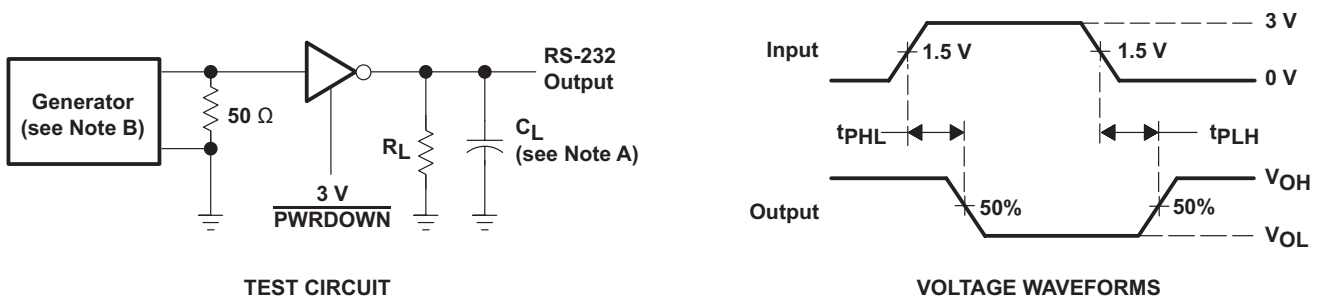 Generator
(see Note B)
50 Ω
3 V
PWRDOWN
RL
CL
(see Note A)
RS-232
Output
TEST CIRCUIT
Input
1.5 V
1.5 V
3 V
0 V
tPHL
tPLH
Output
50%
50%
VOH
VOL
VOLTAGE WAVEFORMS